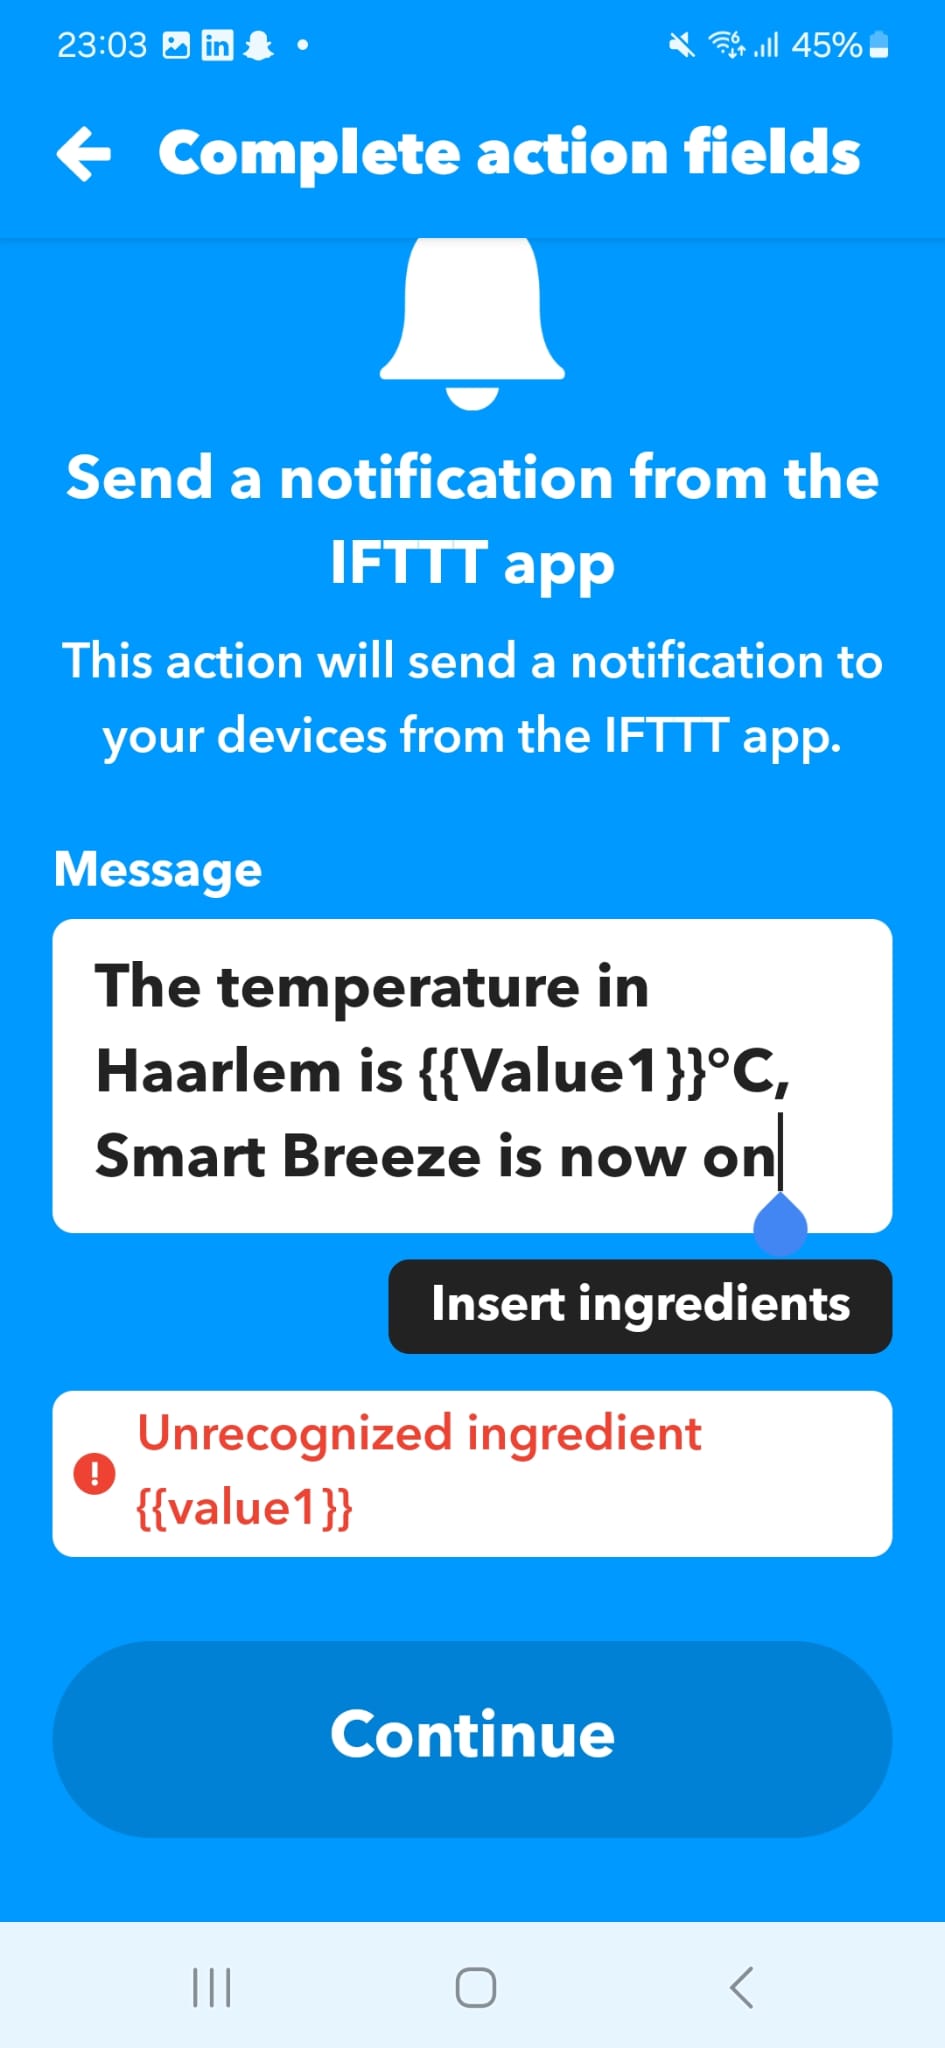 23:03
in
6
45%
Complete action fields
Send a notification from the
IFTTT app
This action will send a notification to
your devices from the IFTTT app.
Message
The temperature in
Haarlem is {{Value1}}°C,
Smart Breeze is now on
Insert ingredients
Unrecognized ingredient
{{value1}}
Continue